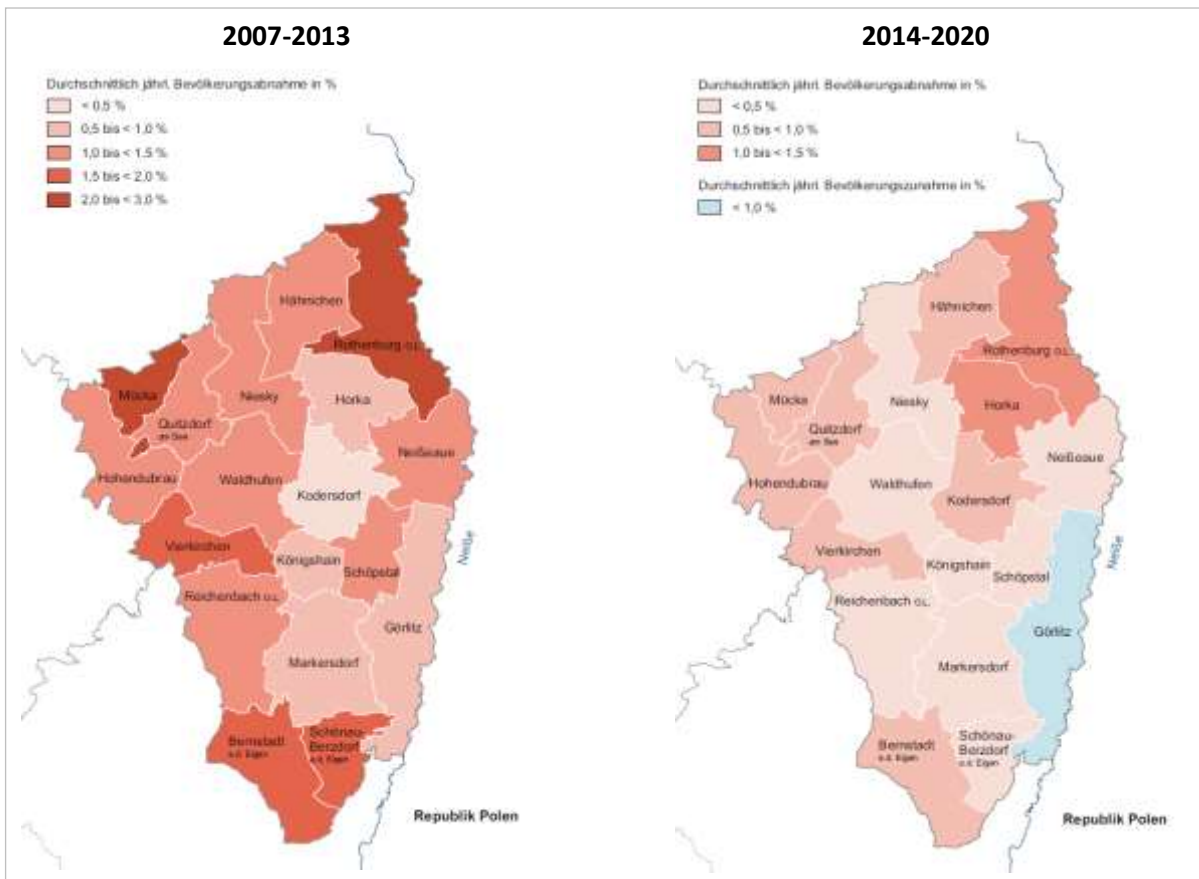 2007-2013
Durchschnittlich jährl. Bevölkerungsabnahme in %
< 0,5 %
0,5 bis < 1,0 %
1,0 bis < 1,5 %
1,5 bis < 2,0 %
2,0 bis < 3,0 %
Hähnichen
Rothenburg O.L.
Mücka
Niesky
Horka
Quitzdorf
am See
Neißeaue
Hohendubrau
Waldhufen
Kodersdorf
Vierkirchen
Königshain
Schöpstal
Neiße
Reichenbach O.L.
Görlitz
Markersdorf
Bernstadt
a.d. Eigen
Schönau-
Berzdorf
a.d. Eigen
Republik Polen
2014-2020
Durchschnittlich jährl. Bevölkerungsabnahme in %
< 0,5 %
0,5 bis < 1,0 %
1,0 bis < 1,5 %
Durchschnittlich jährl. Bevölkerungszunahme in %
< 1,0 %
Hähnichen
Rothenburg O.L.
Mücka
Niesky
Horka
Quitzdorf
am See
Neißeaue
Hohendubrau
Waldhufen
Kodersdorf
Vierkirchen
Königshain
Schöpstal
Neiße
Reichenbach O.L.
Görlitz
Markersdorf
Bernstadt
a.d. Eigen
Schönau-
Berzdorf
a.d. Eigen
Republik Polen